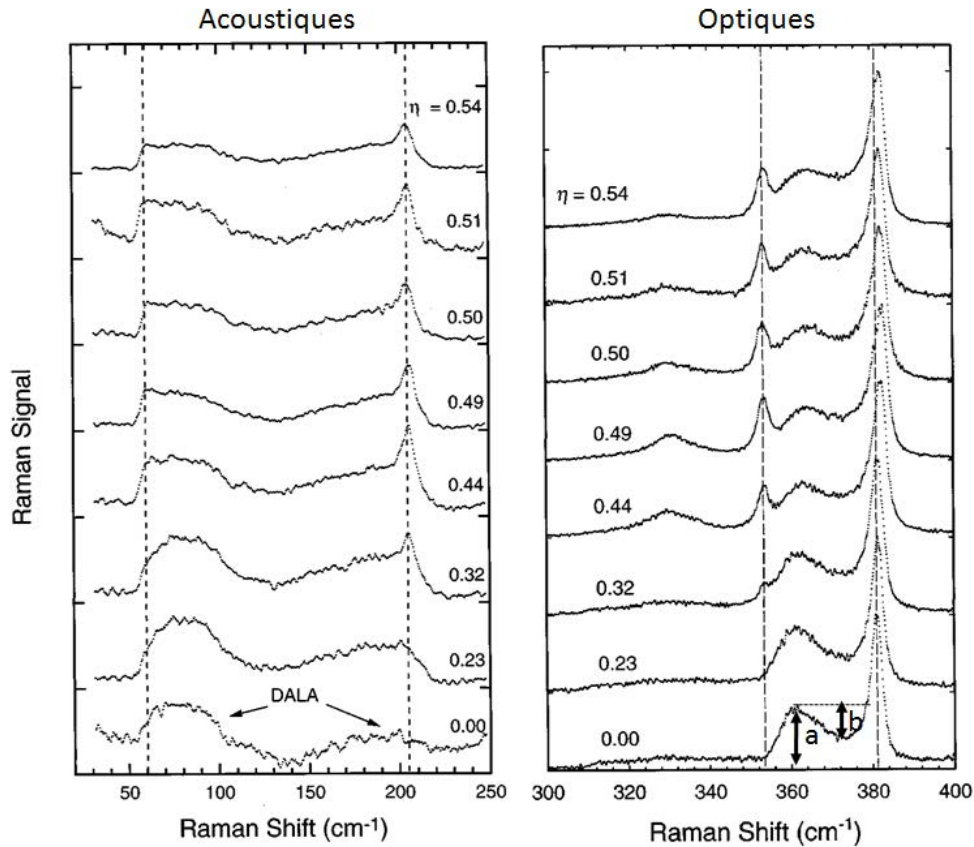 Acoustiques
η = 0.54
0.51
0.50
0.49
0.44
0.32
0.23
DALA
0.00
50 100 150 200 250
Raman Shift (cm-1)
Raman Signal
Optiques
η = 0.54
0.51
0.50
0.49
0.44
0.32
0.23
0.00
a
b
300 320 340 360 380 400
Raman Shift (cm-1)